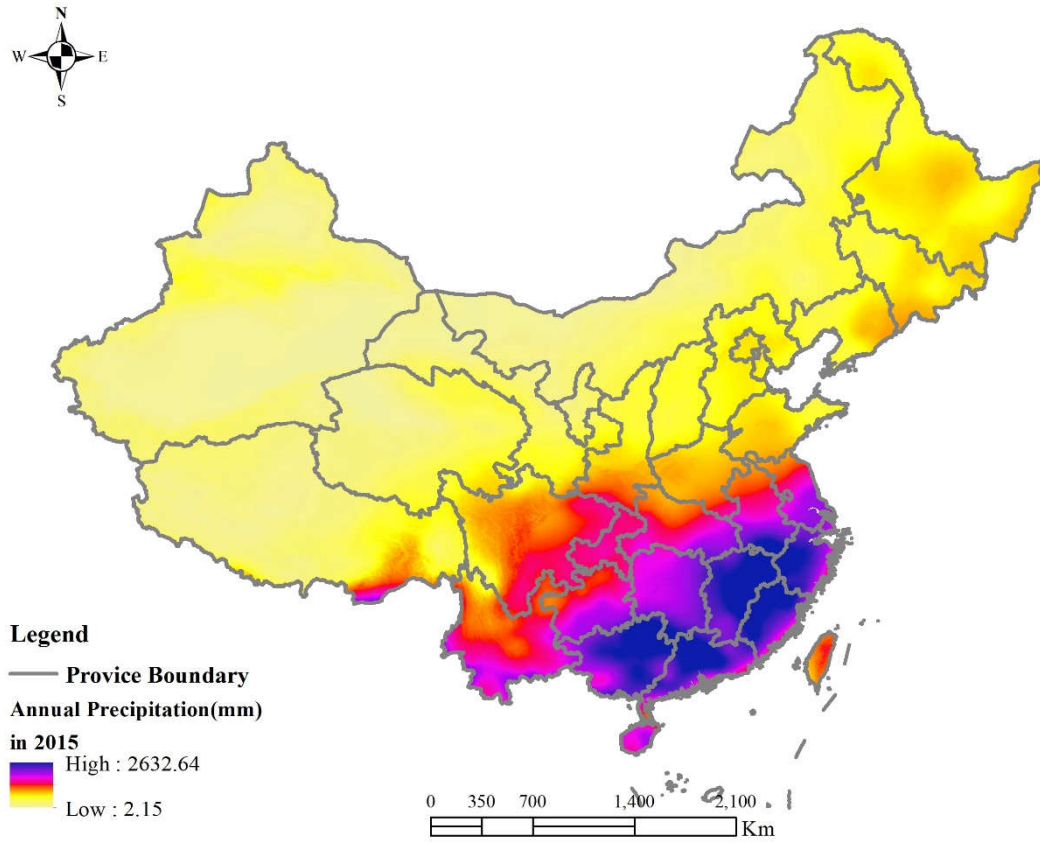 N
W E
S
Legend
Provice Boundary
Annual Precipitation(mm)
in 2015
High : 2632.64
Low : 2.15
0 350 700 1,400 2,100
Km